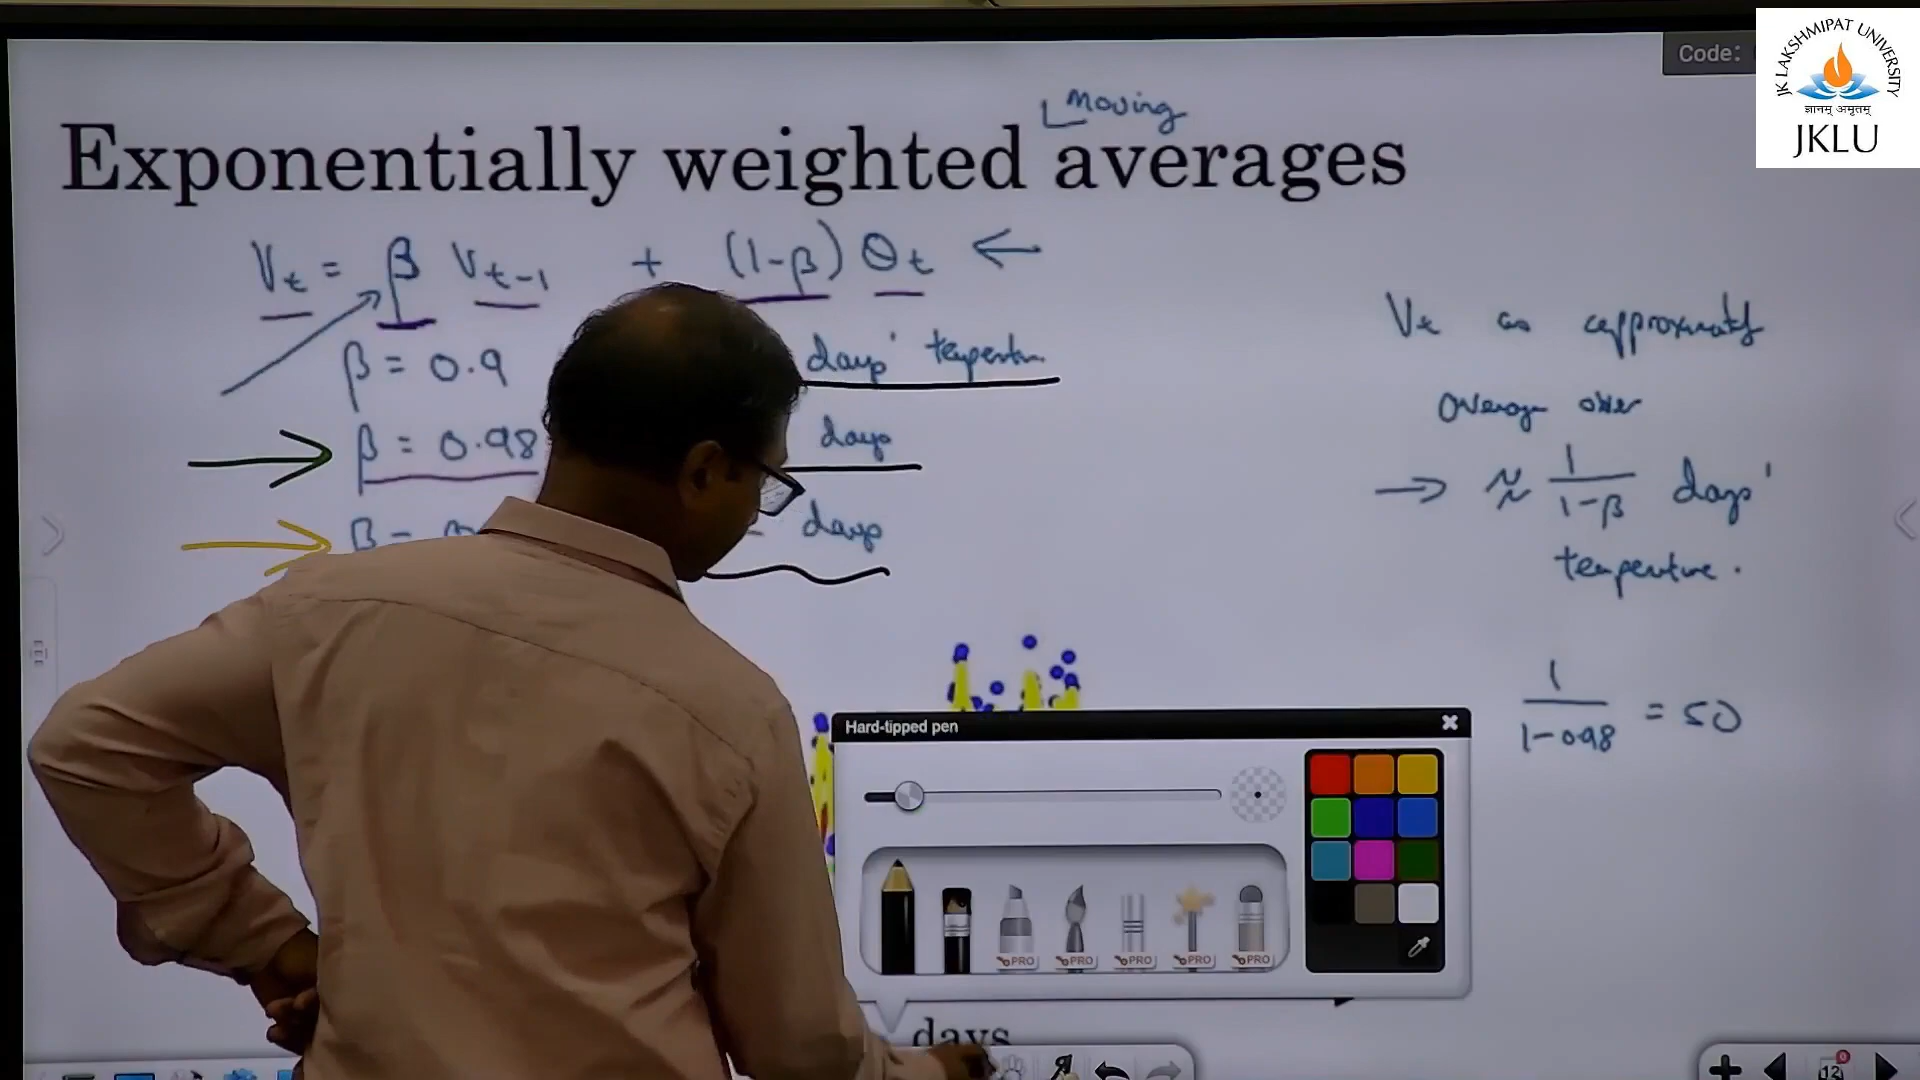 Code:
JK LAKSHMIPAT UNIVERSITY
ज्ञानम् अमृतम्
JKLU
Moving
Exponentially weighted averages
Vt = β Vt-1 + (1-β) θt ←
β = 0.9 days' temperature
β = 0.98 days
β = days
Vt as approximately
average over
→ ≈ 1/(1-β) days'
temperature.
1/(1-0.98) = 50
Hard-tipped pen
PRO PRO PRO PRO PRO
days
12